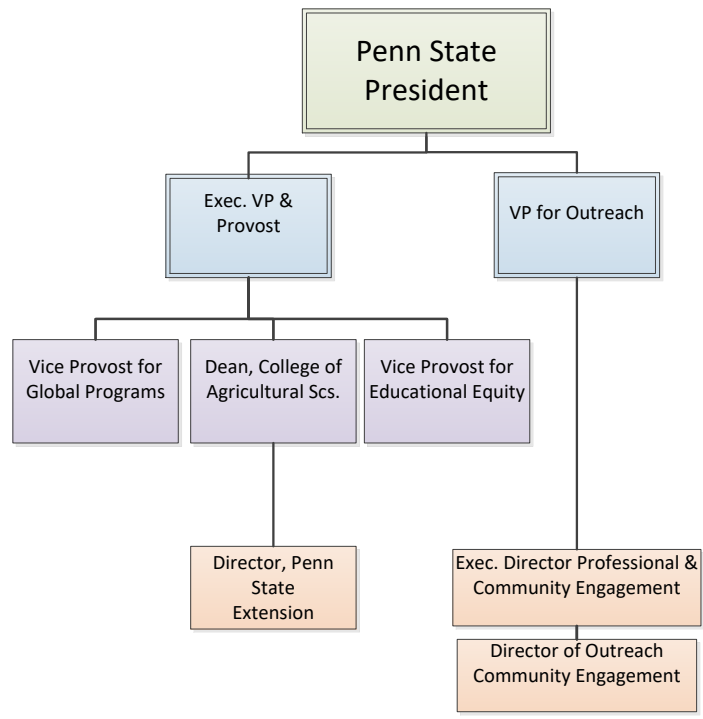 Penn State
President
Exec. VP &
Provost
VP for Outreach
Vice Provost for
Global Programs
Dean, College of
Agricultural Scs.
Vice Provost for
Educational Equity
Director, Penn
State
Extension
Exec. Director Professional &
Community Engagement
Director of Outreach
Community Engagement